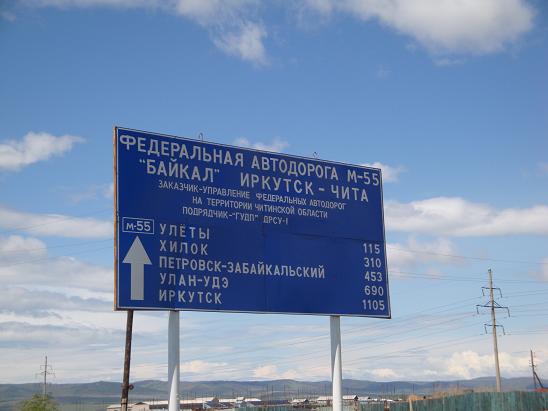 ФЕДЕРАЛЬНАЯ АВТОДОРОГА М-55
"БАЙКАЛ" ИРКУТСК - ЧИТА
ЗАКАЗЧИК-УПРАВЛЕНИЕ ФЕДЕРАЛЬНЫХ АВТОДОРОГ
НА ТЕРРИТОРИИ ЧИТИНСКОЙ ОБЛАСТИ
ПОДРЯДЧИК-"ГУДП" ДРСУ-1
М-55 УЛЁТЫ 115
ХИЛОК 310
ПЕТРОВСК-ЗАБАЙКАЛЬСКИЙ 453
УЛАН-УДЭ 690
ИРКУТСК 1105